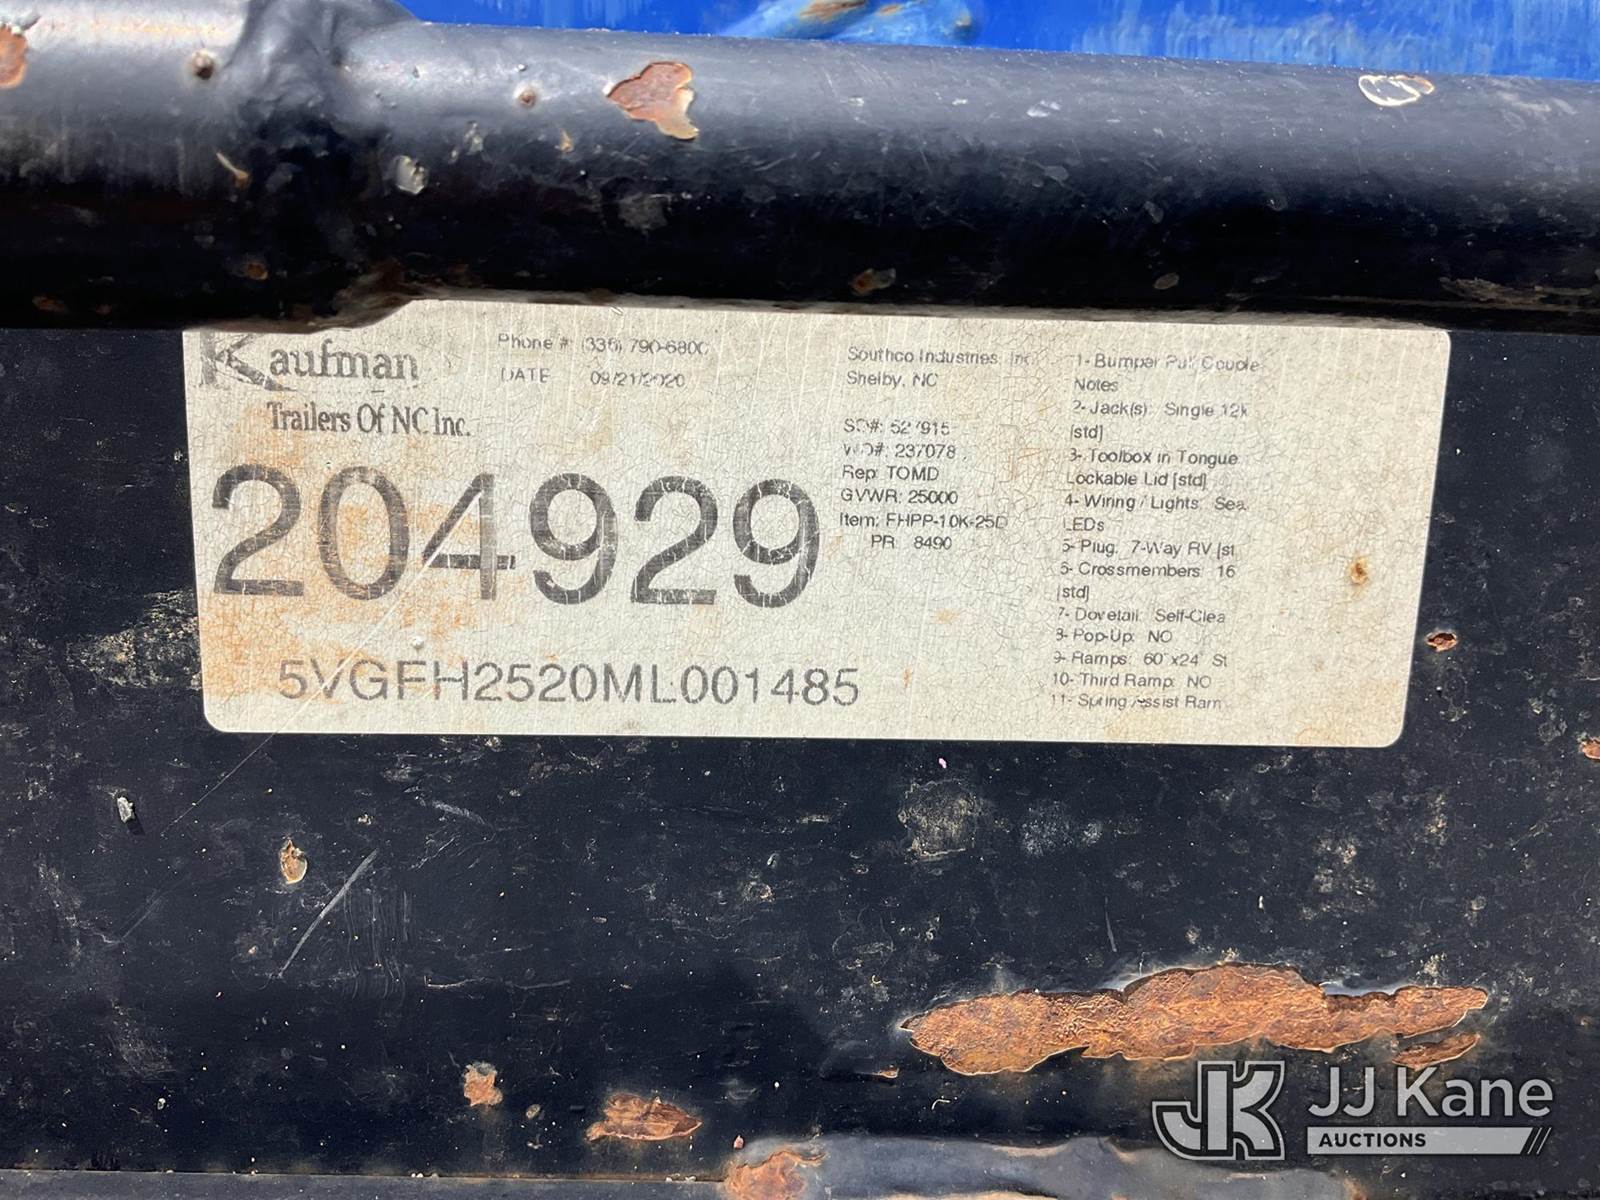 Kaufman
Trailers Of NC Inc.
Phone #: (336) 790-6800
DATE 09/21/2020
204929
5VGFH2520ML001485
Southco Industries, Inc
Shelby, NC
SO#: 527915
WO#: 237078
Rep: TOMD
GVWR: 25000
Item: FHPP-10K-25D
PR 8490
1- Bumper Pull Couple
Notes
2- Jack(s): Single 12k
[std]
3- Toolbox in Tongue
Lockable Lid [std]
4- Wiring / Lights: Sea
LEDs
5- Plug: 7-Way RV [st
6- Crossmembers: 16
[std]
7- Dovetail: Self-Clea
8- Pop-Up: NO
9- Ramps: 60"x24" St
10- Third Ramp: NO
11- Spring Assist Ram
JJ Kane
AUCTIONS